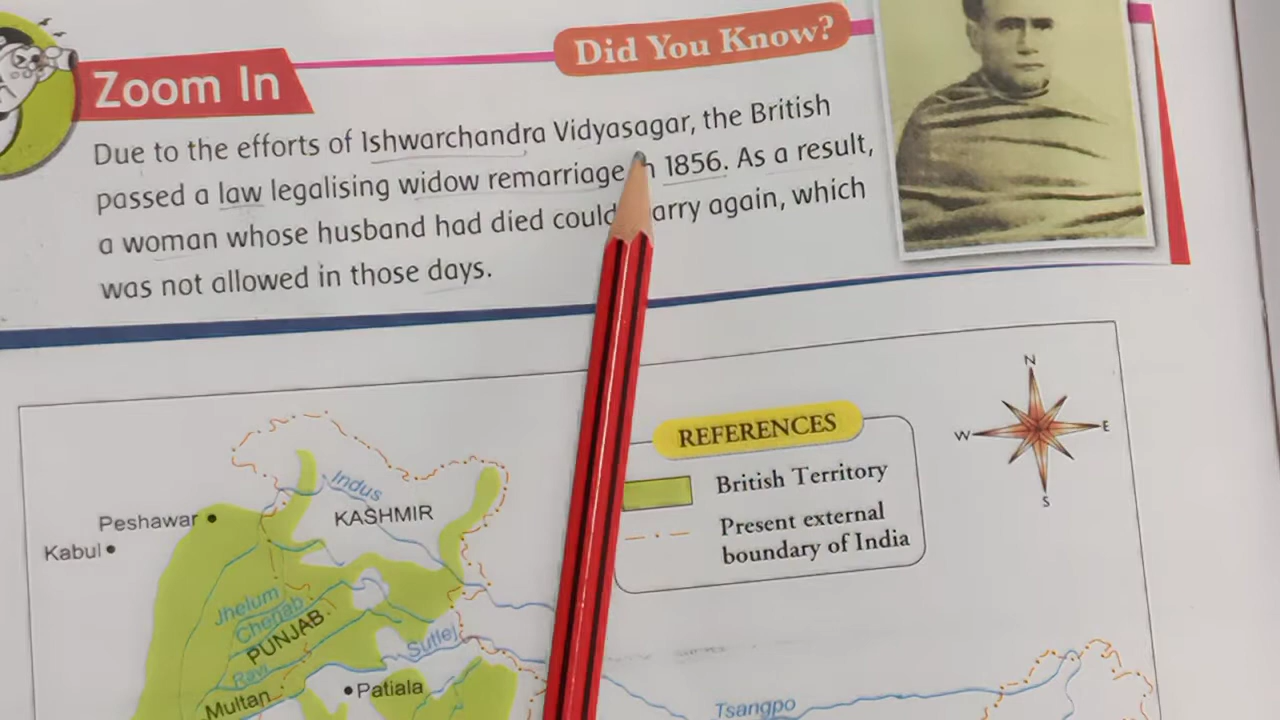 Did You Know?
Zoom In
Due to the efforts of Ishwarchandra Vidyasagar, the British
passed a law legalising widow remarriage in 1856. As a result,
a woman whose husband had died could marry again, which
was not allowed in those days.
REFERENCES
British Territory
Present external
boundary of India
N
W
E
S
Indus
KASHMIR
Peshawar
Kabul
Jhelum
Chenab
PUNJAB
Ravi
Sutlej
Multan
Patiala
Tsangpo